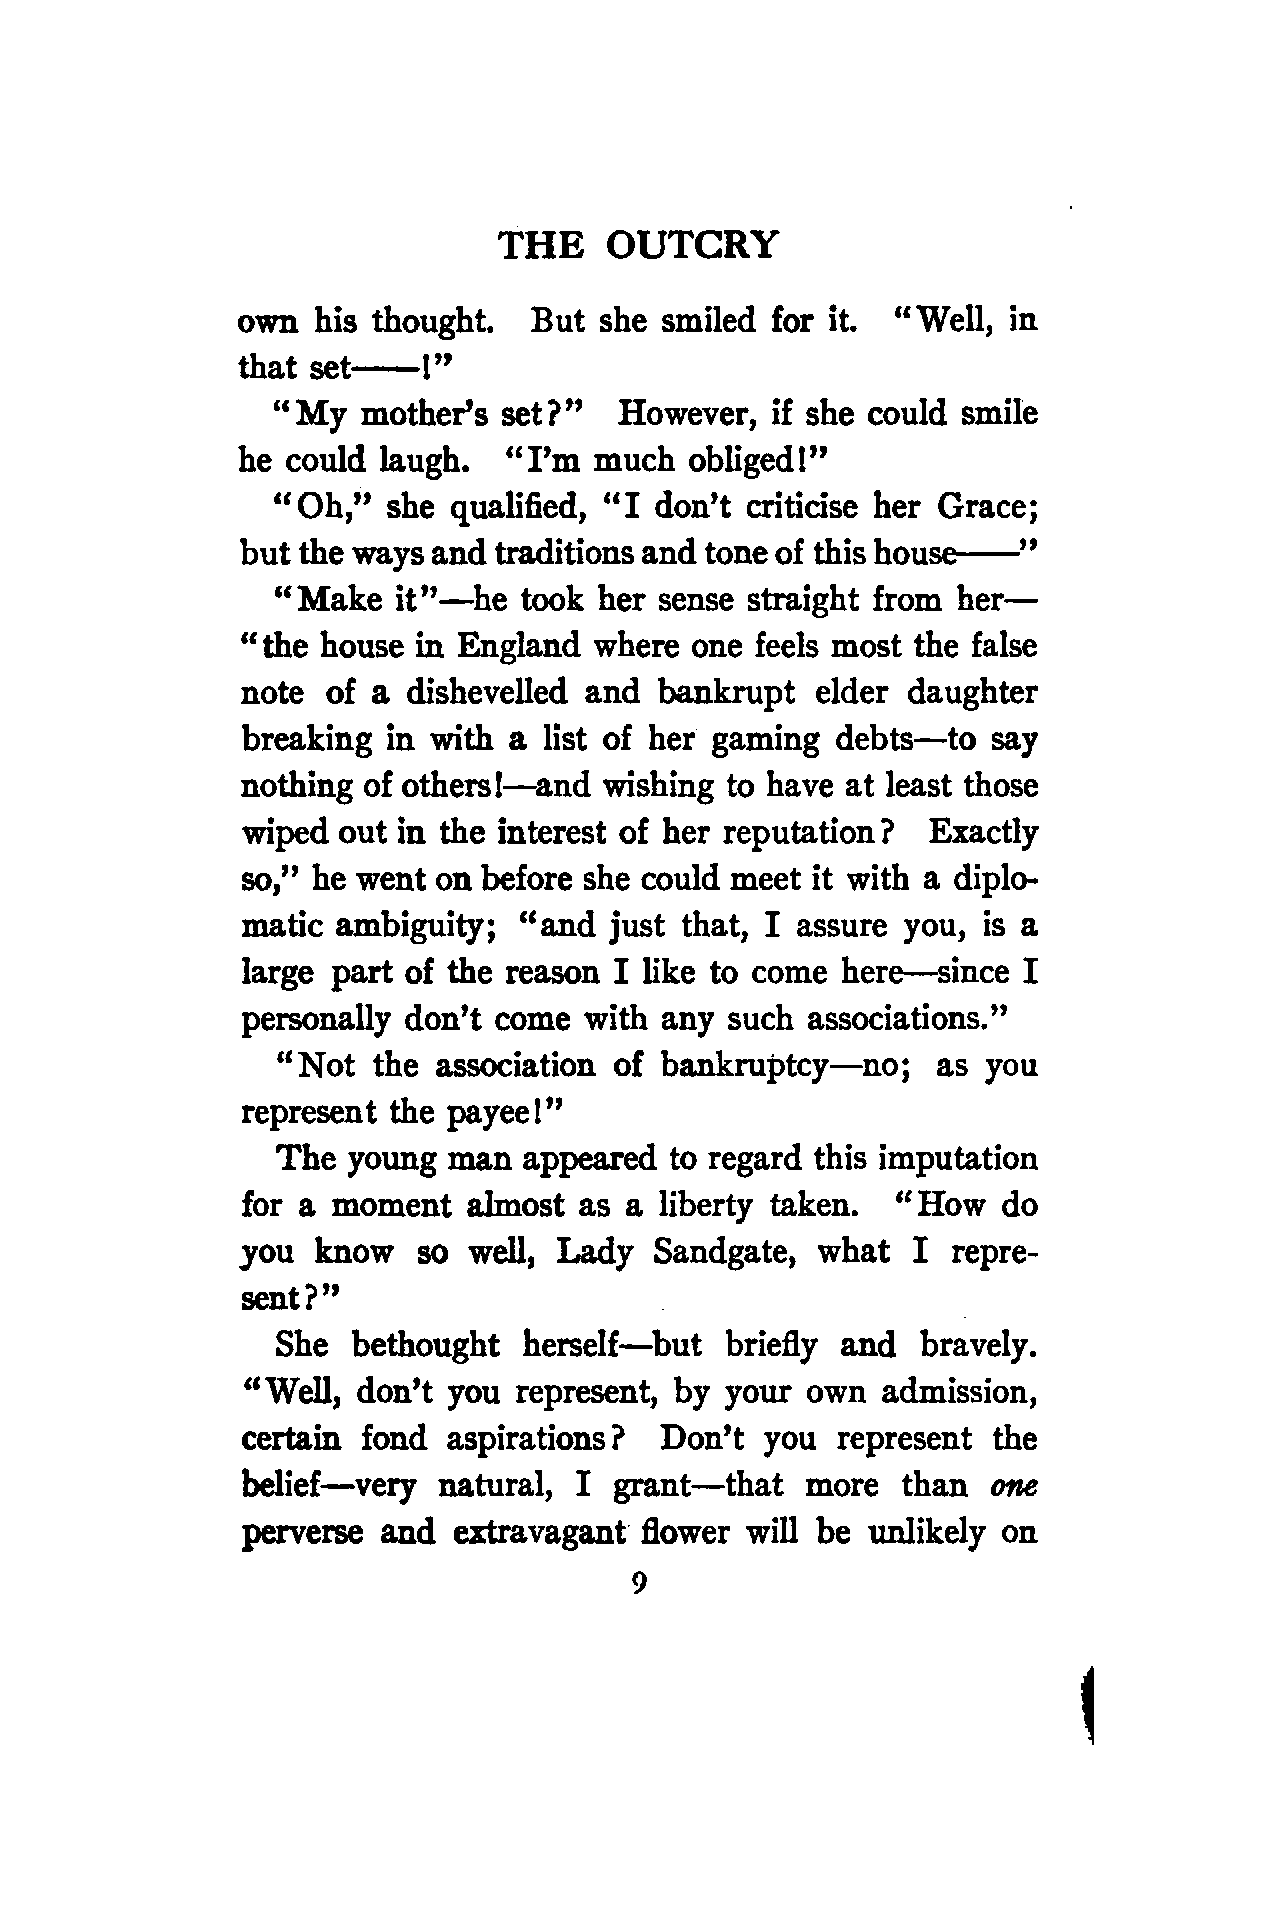 THE OUTCRY
own his thought. But she smiled for it. "Well, in
that set——!"
"My mother's set?" However, if she could smile
he could laugh. "I'm much obliged!"
"Oh," she qualified, "I don't criticise her Grace;
but the ways and traditions and tone of this house——"
"Make it"—he took her sense straight from her—
"the house in England where one feels most the false
note of a dishevelled and bankrupt elder daughter
breaking in with a list of her gaming debts—to say
nothing of others!—and wishing to have at least those
wiped out in the interest of her reputation? Exactly
so," he went on before she could meet it with a diplo-
matic ambiguity; "and just that, I assure you, is a
large part of the reason I like to come here—since I
personally don't come with any such associations."
"Not the association of bankruptcy—no; as you
represent the payee!"
The young man appeared to regard this imputation
for a moment almost as a liberty taken. "How do
you know so well, Lady Sandgate, what I repre-
sent?"
She bethought herself—but briefly and bravely.
"Well, don't you represent, by your own admission,
certain fond aspirations? Don't you represent the
belief—very natural, I grant—that more than one
perverse and extravagant flower will be unlikely on
9